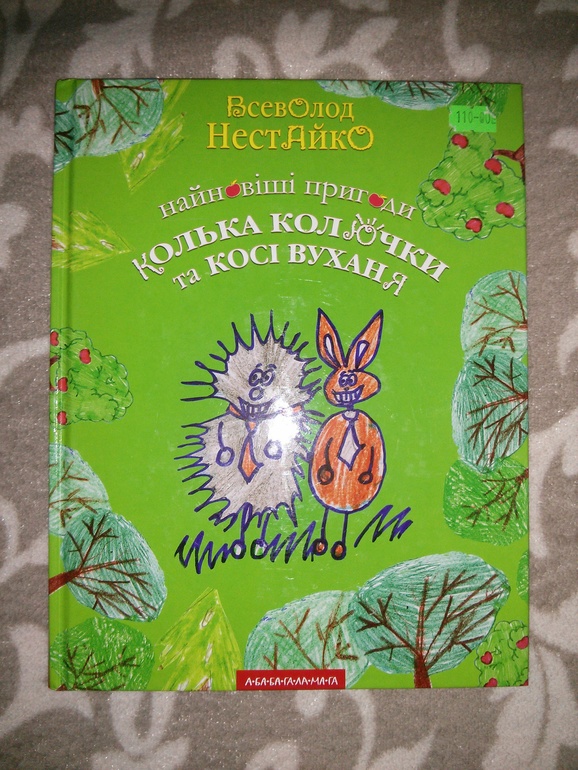 Всеволод
Нестайко
найновіші пригоди
Колька Колючки
та Косі Вуханя
А-БА-БА-ГА-ЛА-МА-ГА